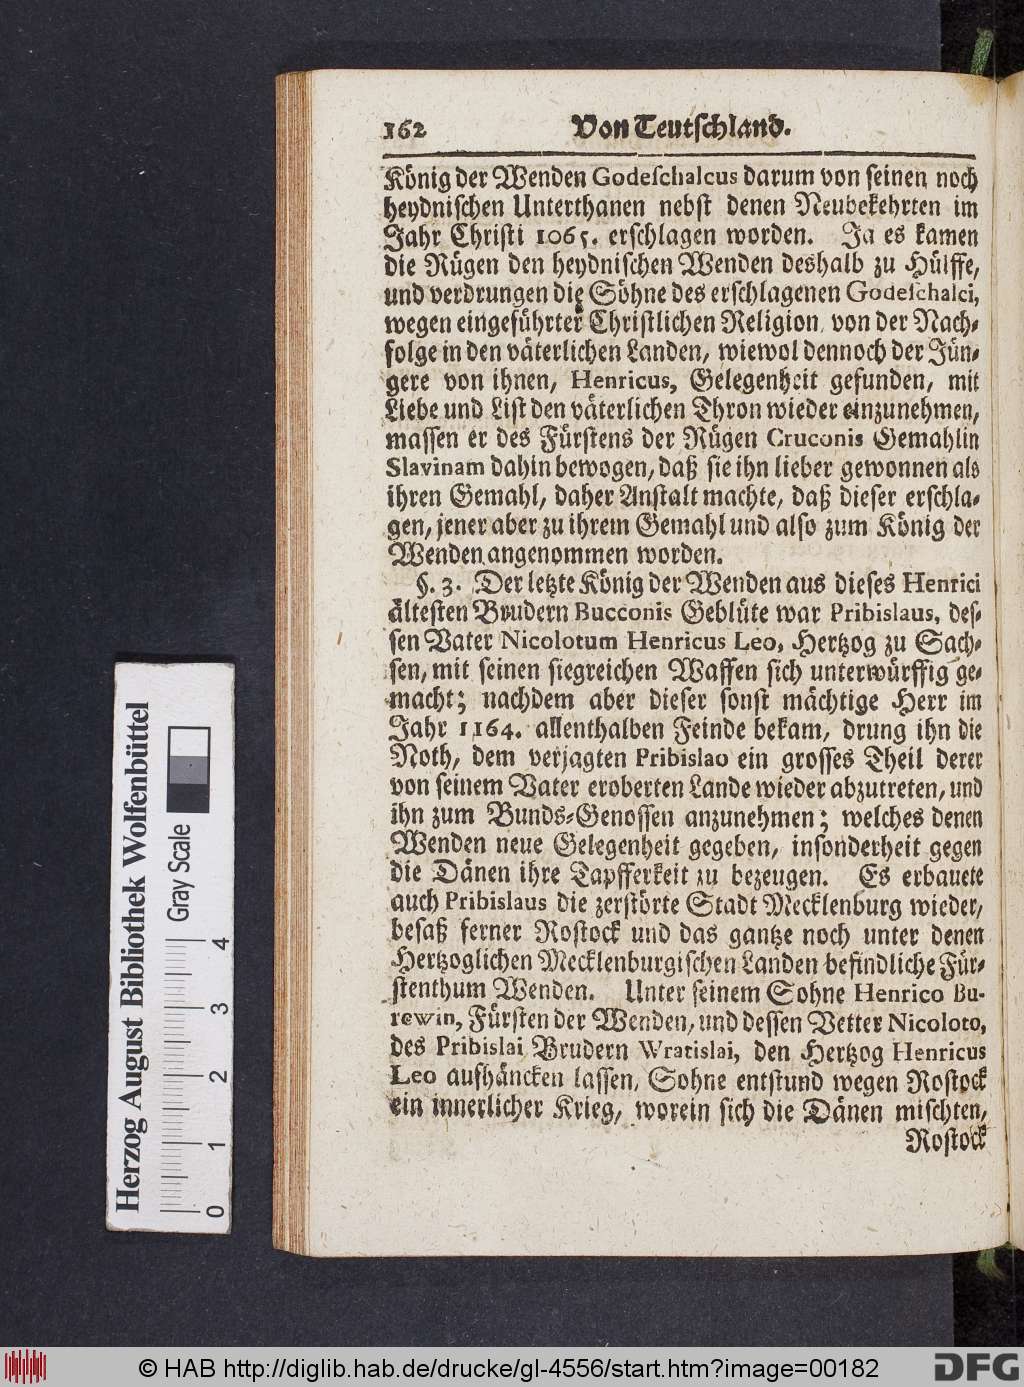 162 Von Teutschland.
König der Wenden Godeschalcus darum von seinen noch
heydnischen Unterthanen nebst denen Neubekehrten im
Jahr Christi 1065. erschlagen worden. Ja es kamen
die Rügen den heydnischen Wenden deshalb zu Hülffe,
und verdrungen die Söhne des erschlagenen Godeschalci,
wegen eingeführter Christlichen Religion, von der Nach-
folge in den väterlichen Landen, wiewol dennoch der Jün-
gere von ihnen, Henricus, Gelegenheit gefunden, mit
Liebe und List den väterlichen Thron wieder einzunehmen,
massen er des Fürstens der Rügen Cruconis Gemahlin
Slavinam dahin bewogen, daß sie ihn lieber gewonnen als
ihren Gemahl, daher Anstalt machte, daß dieser erschla-
gen, jener aber zu ihrem Gemahl und also zum König der
Wenden angenommen worden.
§. 3. Der letzte König der Wenden aus dieses Henrici
ältesten Brudern Bucconis Geblüte war Pribislaus, des-
sen Vater Nicolotum Henricus Leo, Hertzog zu Sach-
sen, mit seinen siegreichen Waffen sich unterwürffig ge-
macht; nachdem aber dieser sonst mächtige Herr im
Jahr 1164. allenthalben Feinde bekam, drung ihn die
Noth, dem verjagten Pribislao ein grosses Theil derer
von seinem Vater eroberten Lande wieder abzutreten, und
ihn zum Bunds-Genossen anzunehmen; welches denen
Wenden neue Gelegenheit gegeben, insonderheit gegen
die Dänen ihre Tapfferkeit zu bezeugen. Es erbauete
auch Pribislaus die zerstörte Stadt Mecklenburg wieder,
besaß ferner Rostock und das gantze noch unter denen
Hertzoglichen Mecklenburgischen Landen befindliche Für-
stenthum Wenden. Unter seinem Sohne Henrico Bu-
rewin, Fürsten der Wenden, und dessen Vetter Nicoloto,
des Pribislai Brudern Wratislai, den Hertzog Henricus
Leo aufhäncken lassen, Sohne entstund wegen Rostock
ein innerlicher Krieg, worein sich die Dänen mischten,
Rostock
Herzog August Bibliothek Wolfenbüttel
Gray Scale
0 1 2 3 4
© HAB http://diglib.hab.de/drucke/gl-4556/start.htm?image=00182
DFG